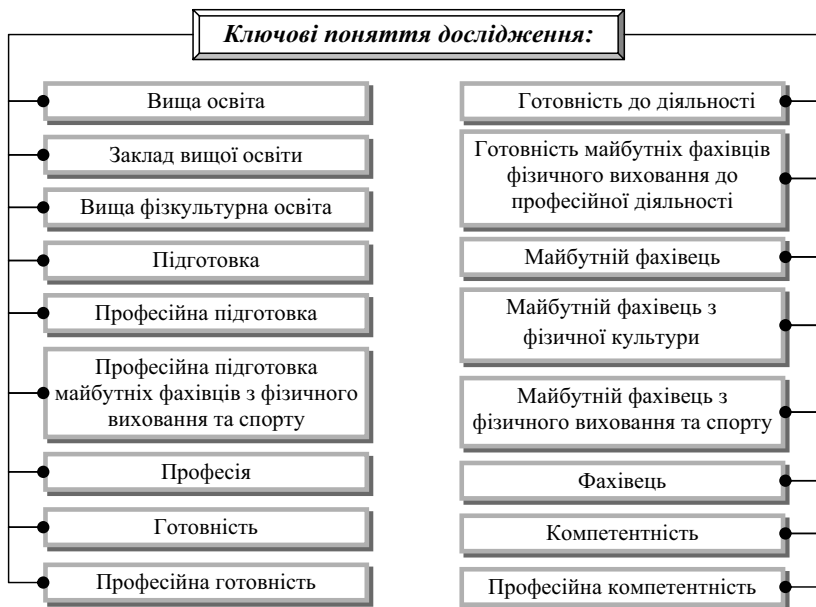 Ключові поняття дослідження:
Вища освіта
Заклад вищої освіти
Вища фізкультурна освіта
Підготовка
Професійна підготовка
Професійна підготовка
майбутніх фахівців з фізичного
виховання та спорту
Професія
Готовність
Професійна готовність
Готовність до діяльності
Готовність майбутніх фахівців
фізичного виховання до
професійної діяльності
Майбутній фахівець
Майбутній фахівець з
фізичної культури
Майбутній фахівець з
фізичного виховання та спорту
Фахівець
Компетентність
Професійна компетентність